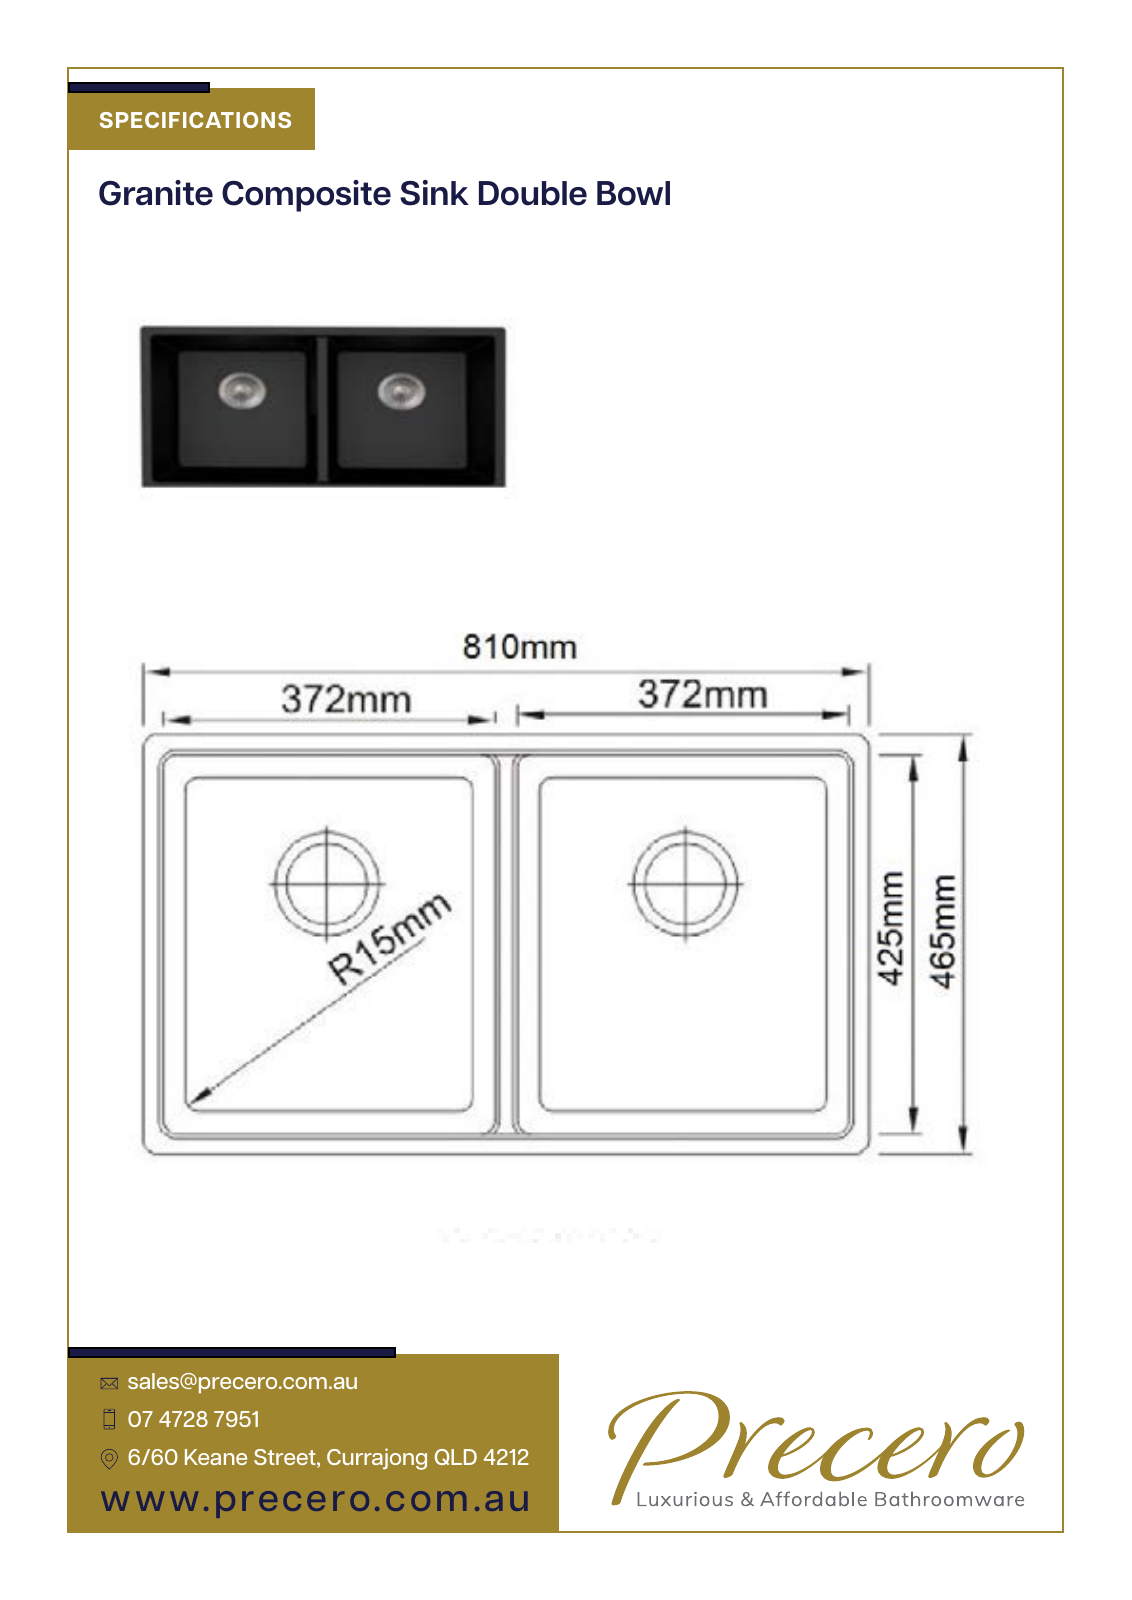 SPECIFICATIONS
Granite Composite Sink Double Bowl
810mm
372mm
372mm
R15mm
425mm
465mm
sales@precero.com.au
07 4728 7951
6/60 Keane Street, Currajong QLD 4212
www.precero.com.au
Precero
Luxurious & Affordable Bathroomware